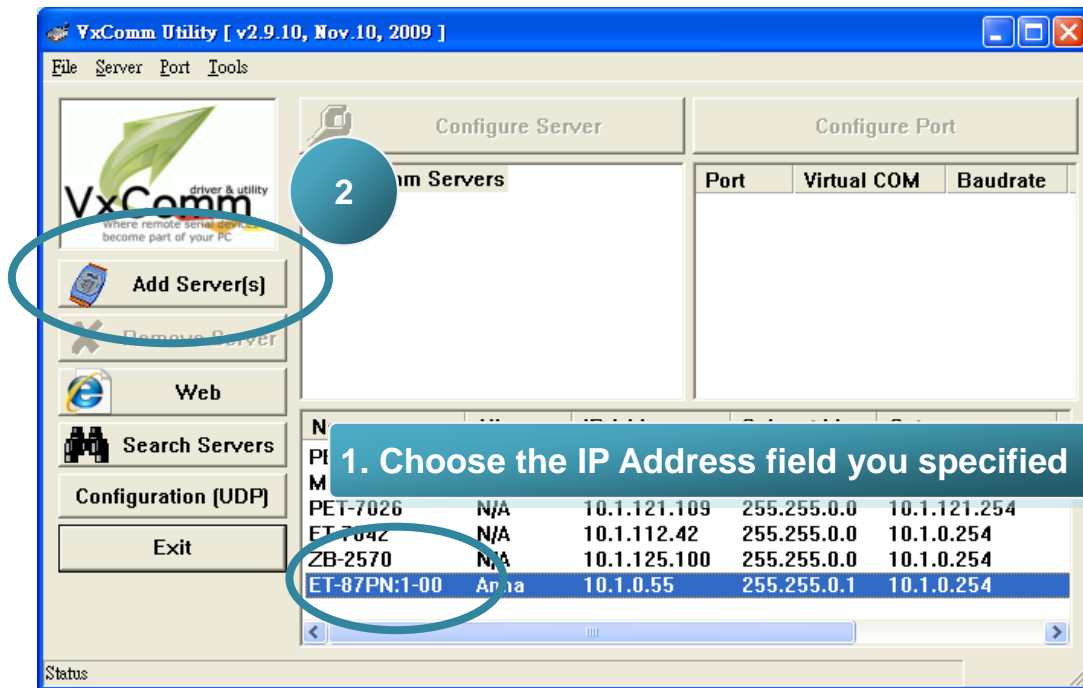 VxComm Utility [ v2.9.10, Nov.10, 2009 ]
File Server Port Tools
VxComm
driver & utility
Where remote serial devices
become part of your PC
Configure Server
Configure Port
2
Servers
Port Virtual COM Baudrate
Add Server(s)
Remove Server
Web
Search Servers
Configuration (UDP)
Exit
1. Choose the IP Address field you specified
PET-7026 N/A 10.1.121.109 255.255.0.0 10.1.121.254
ET-7042 N/A 10.1.112.42 255.255.0.0 10.1.0.254
ZB-2570 N/A 10.1.125.100 255.255.0.0 10.1.0.254
ET-87PN:1-00 Anna 10.1.0.55 255.255.0.1 10.1.0.254
Status